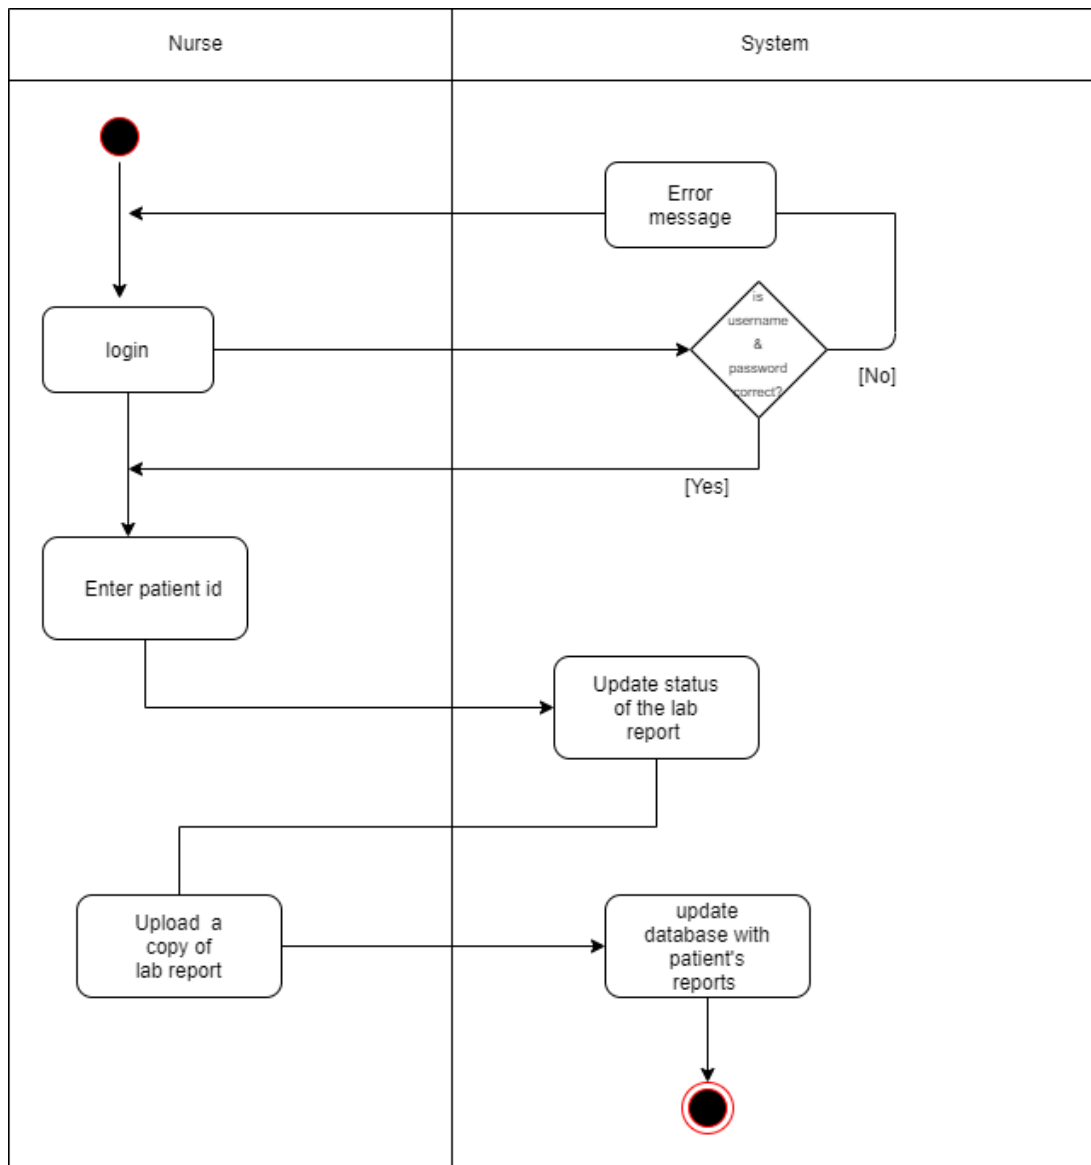 Nurse
System
Error
message
is
username
&
password
correct?
login
[No]
[Yes]
Enter patient id
Update status
of the lab
report
Upload a
copy of
lab report
update
database with
patient's
reports